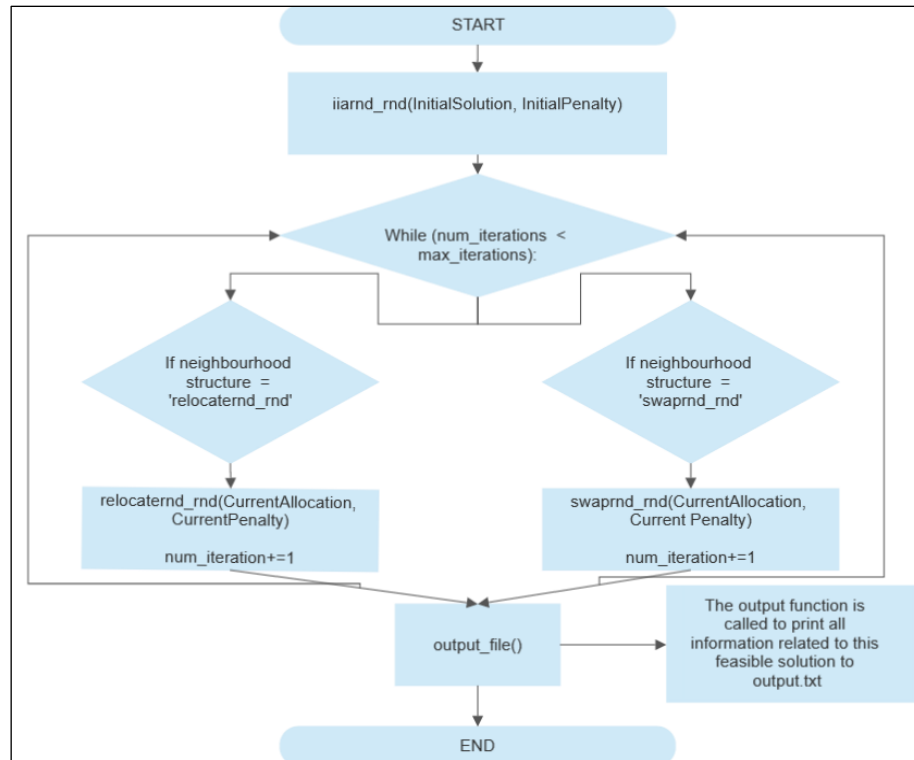 START
iiarnd_rnd(InitialSolution, InitialPenalty)
While (num_iterations <
max_iterations):
If neighbourhood
structure =
'relocaternd_rnd'
If neighbourhood
structure =
'swaprnd_rnd'
relocaternd_rnd(CurrentAllocation,
CurrentPenalty)
num_iteration+=1
swaprnd_rnd(CurrentAllocation,
Current Penalty)
num_iteration+=1
output_file()
The output function is
called to print all
information related to this
feasible solution to
output.txt
END